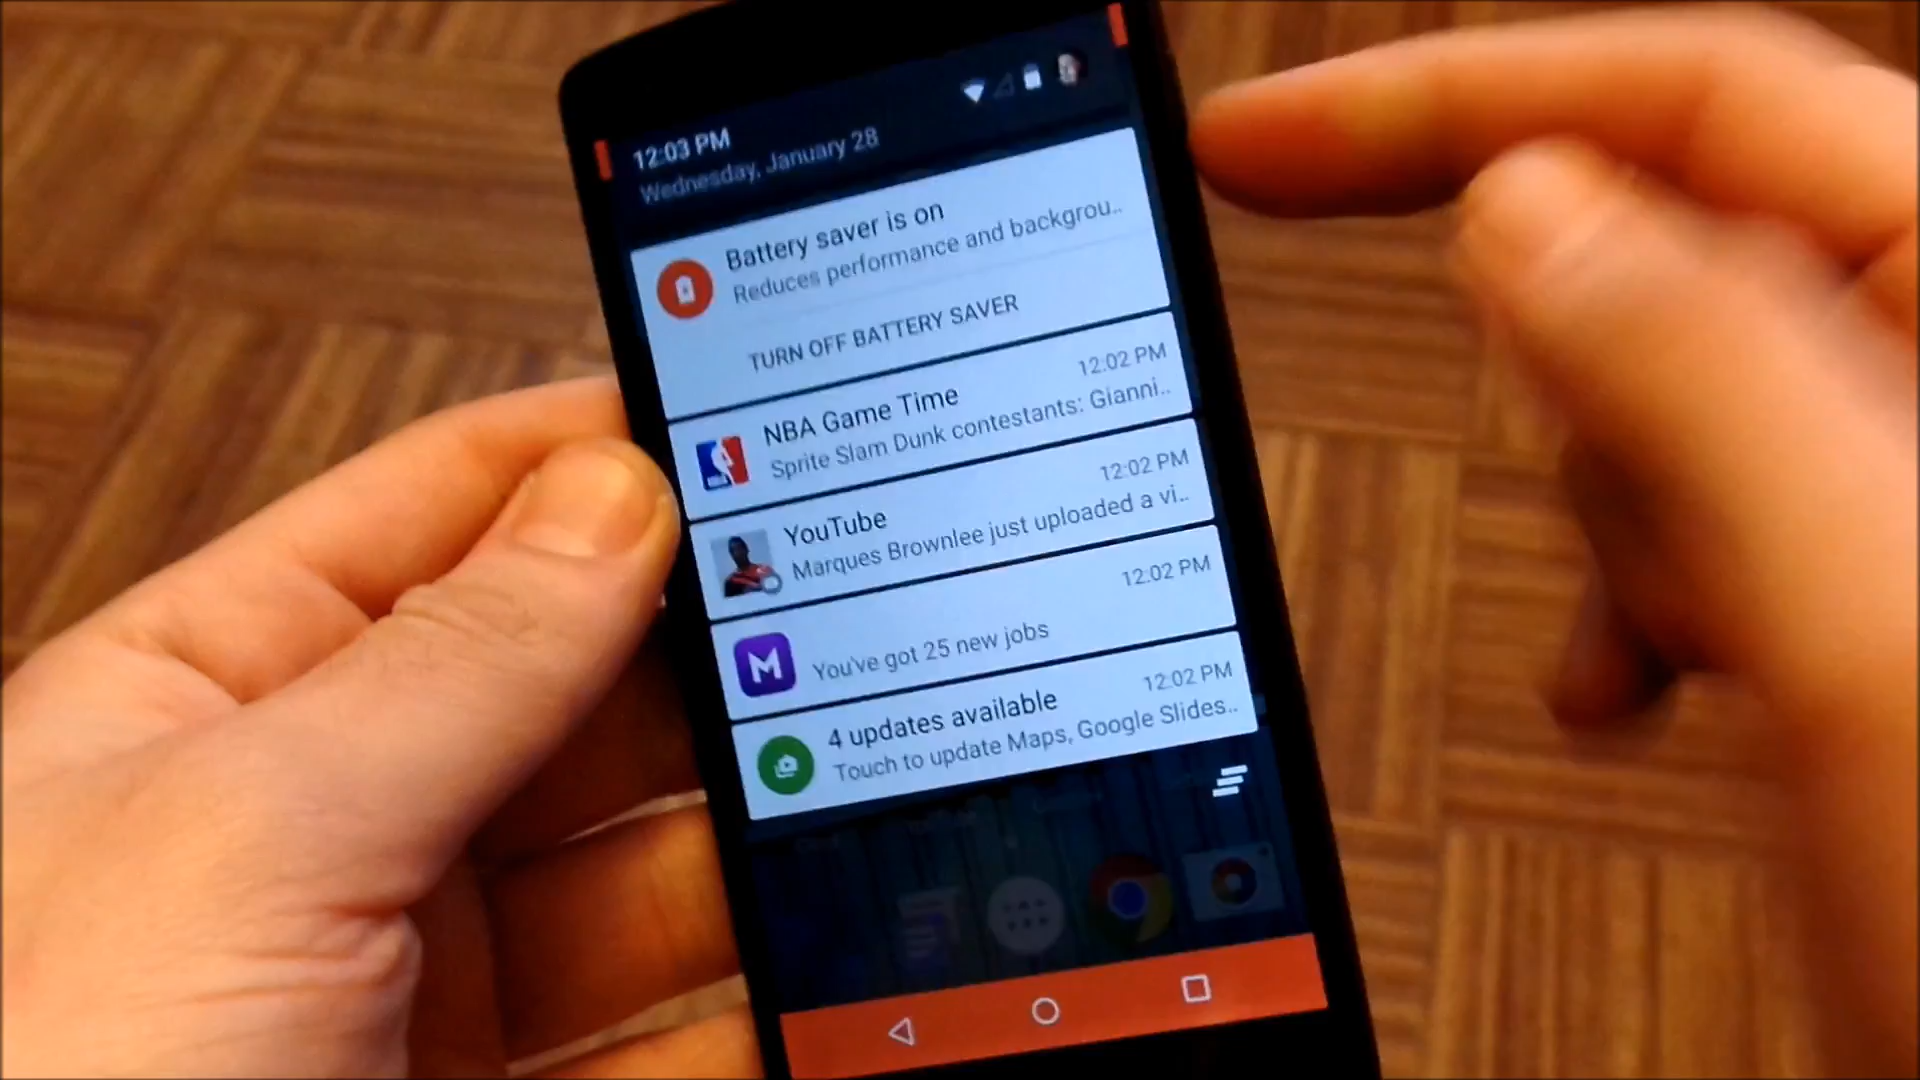 12:03 PM
Wednesday, January 28
Battery saver is on
Reduces performance and backgrou..
TURN OFF BATTERY SAVER
NBA Game Time 12:02 PM
Sprite Slam Dunk contestants: Gianni..
YouTube 12:02 PM
Marques Brownlee just uploaded a vi..
12:02 PM
M
You've got 25 new jobs
4 updates available 12:02 PM
Touch to update Maps, Google Slides..